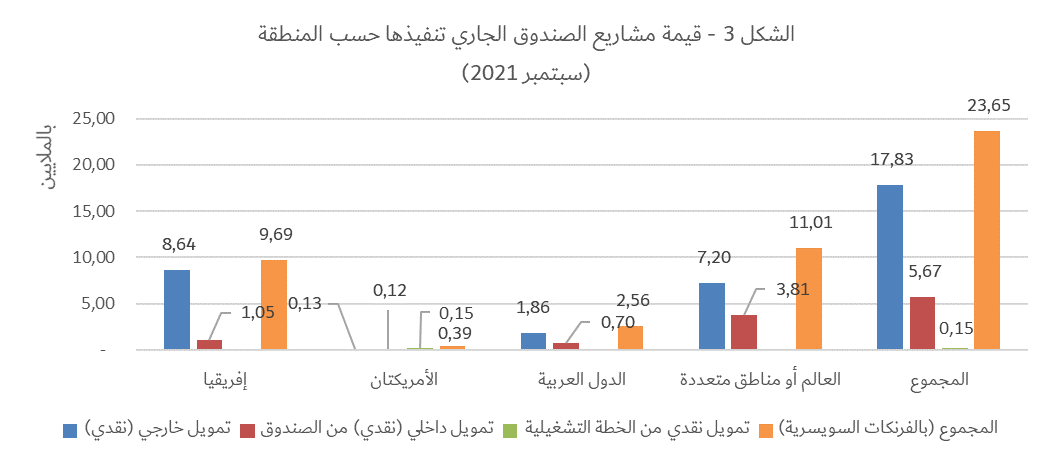 الشكل 3 - قيمة مشاريع الصندوق الجاري تنفيذها حسب المنطقة
(سبتمبر 2021)
بالملايين
25,00
20,00
15,00
10,00
5,00
-
8,64
1,05
9,69
0,13
0,12
0,15
0,39
1,86
0,70
2,56
7,20
3,81
11,01
17,83
5,67
0,15
23,65
إفريقيا
الأمريكتان
الدول العربية
العالم أو مناطق متعددة
المجموع
تمويل خارجي (نقدي)
تمويل داخلي (نقدي) من الصندوق
تمويل نقدي من الخطة التشغيلية
المجموع (بالفرنكات السويسرية)